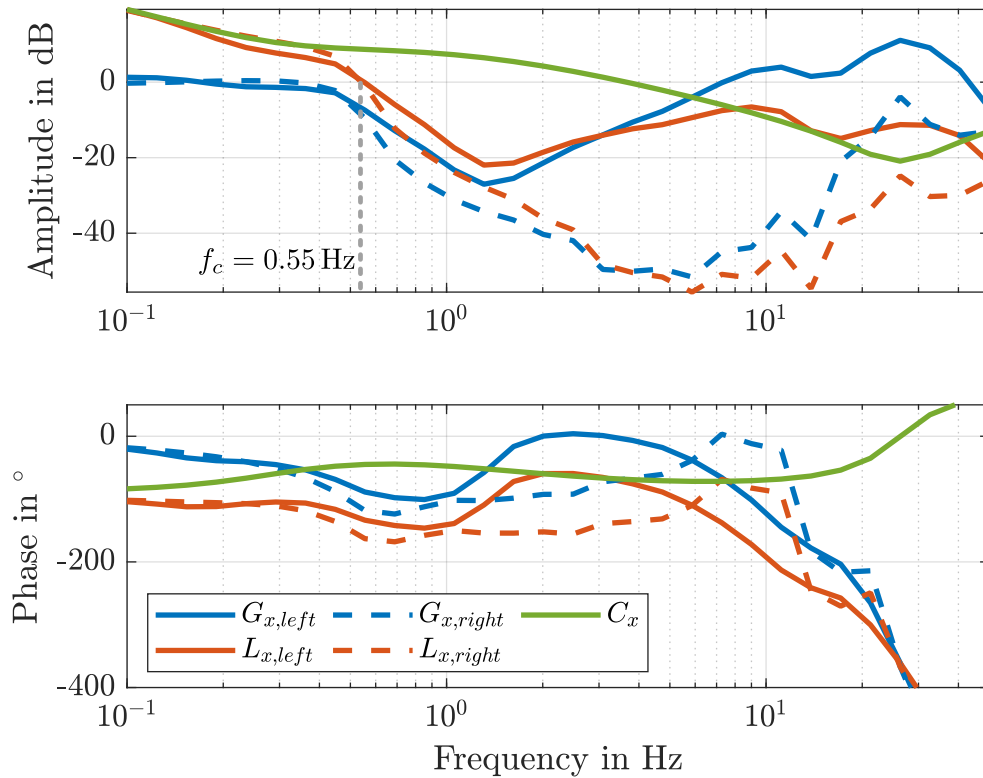 Amplitude in dB
0
-20
-40
f_c = 0.55 Hz
10^-1 10^0 10^1
Phase in °
0
-200
-400
G_x,left G_x,right C_x
L_x,left L_x,right
10^-1 10^0 10^1
Frequency in Hz